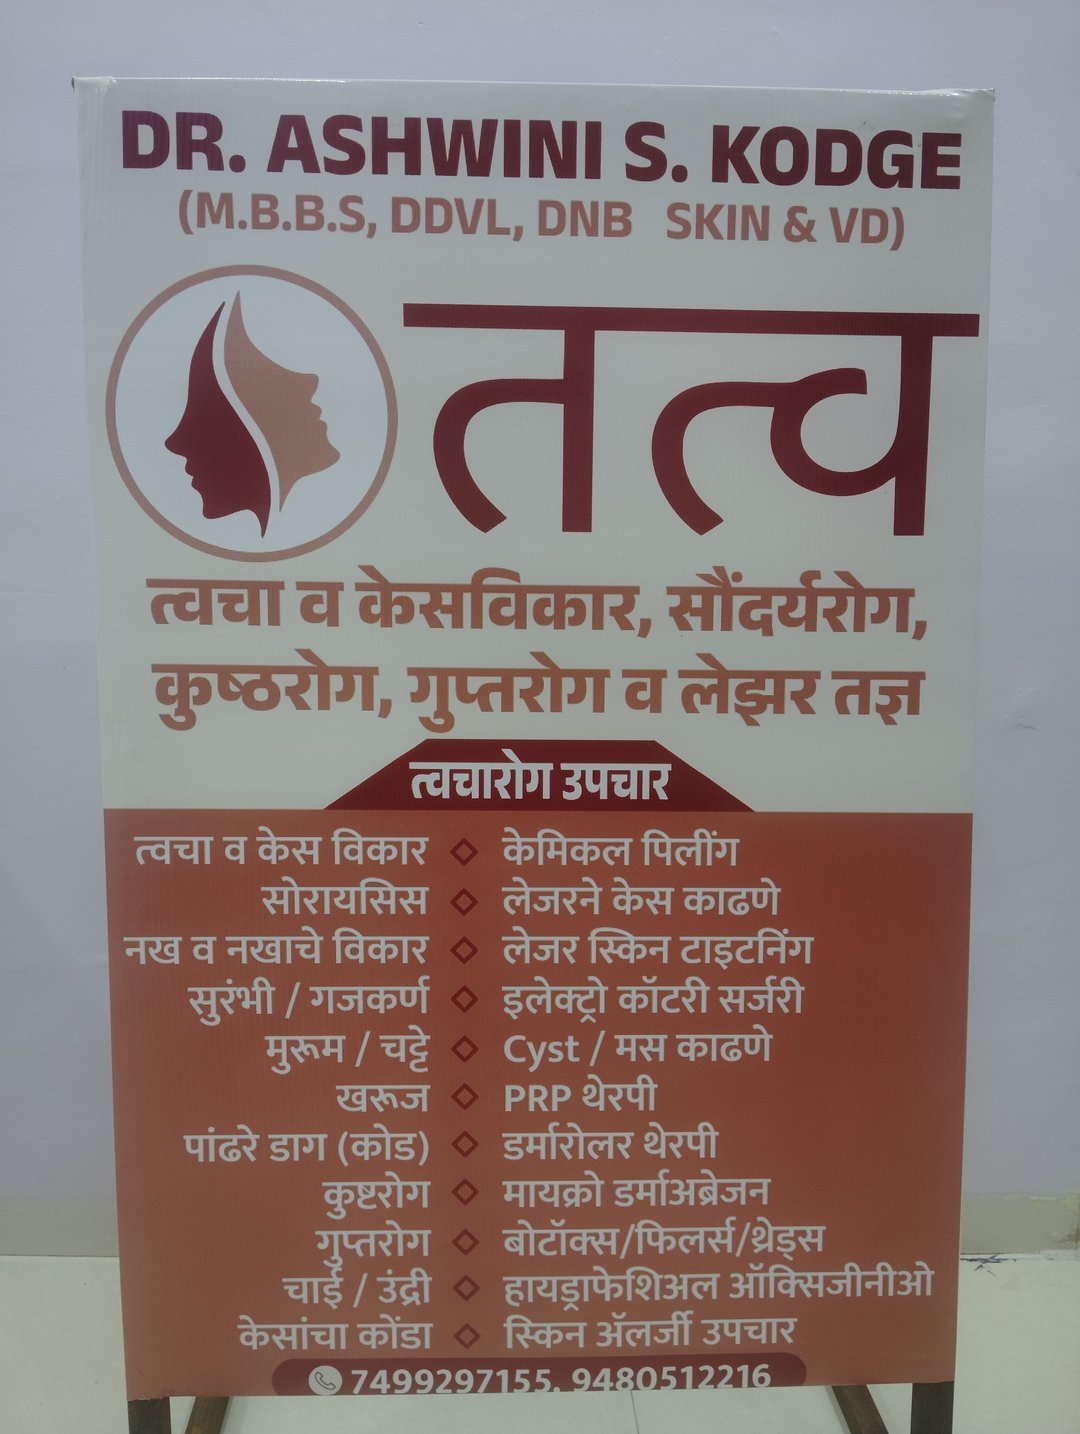 DR. ASHWINI S. KODGE
(M.B.B.S, DDVL, DNB SKIN & VD)
तत्व
त्वचा व केसविकार, सौंदर्यरोग,
कुष्ठरोग, गुप्तरोग व लेझर तज्ञ
त्वचारोग उपचार
त्वचा व केस विकार ◇ केमिकल पिलींग
सोरायसिस ◇ लेजरने केस काढणे
नख व नखाचे विकार ◇ लेजर स्किन टाइटनिंग
सुरंभी / गजकर्ण ◇ इलेक्ट्रो कॉटरी सर्जरी
मुरूम / चट्टे ◇ Cyst / मस काढणे
खरूज ◇ PRP थेरपी
पांढरे डाग (कोड) ◇ डर्मारोलर थेरपी
कुष्टरोग ◇ मायक्रो डर्माअब्रेजन
गुप्तरोग ◇ बोटॉक्स/फिलर्स/थ्रेड्स
चाई / उंद्री ◇ हायड्राफेशिअल ऑक्सिजीनीओ
केसांचा कोंडा ◇ स्किन ॲलर्जी उपचार
7499297155, 9480512216